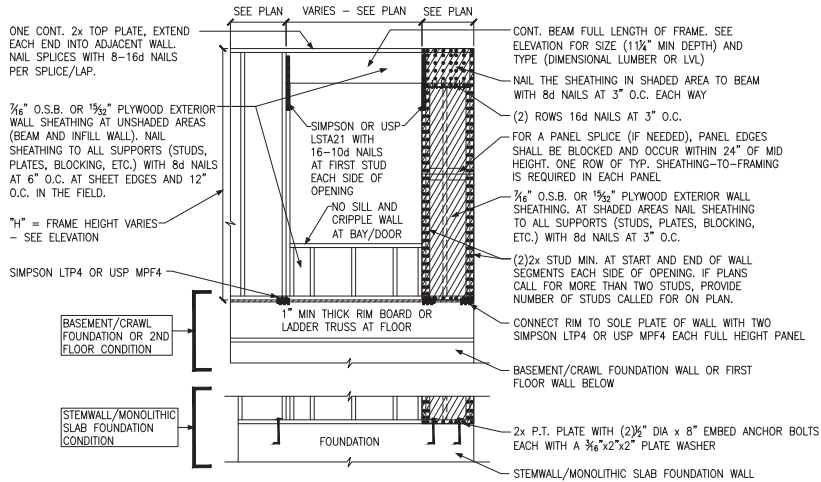 SEE PLAN
VARIES - SEE PLAN
SEE PLAN
ONE CONT. 2x TOP PLATE, EXTEND
EACH END INTO ADJACENT WALL.
NAIL SPLICES WITH 8-16d NAILS
PER SPLICE/LAP.
7/16" O.S.B. OR 15/32" PLYWOOD EXTERIOR
WALL SHEATHING AT UNSHADED AREAS
(BEAM AND INFILL WALL). NAIL
SHEATHING TO ALL SUPPORTS (STUDS,
PLATES, BLOCKING, ETC.) WITH 8d NAILS
AT 6" O.C. AT SHEET EDGES AND 12"
O.C. IN THE FIELD.
"H" = FRAME HEIGHT VARIES
- SEE ELEVATION
SIMPSON LTP4 OR USP MPF4
BASEMENT/CRAWL
FOUNDATION OR 2ND
FLOOR CONDITION
STEMWALL/MONOLITHIC
SLAB FOUNDATION
CONDITION
SIMPSON OR USP
LSTA21 WITH
16-10d NAILS
AT FIRST STUD
EACH SIDE OF
OPENING
NO SILL AND
CRIPPLE WALL
AT BAY/DOOR
1" MIN THICK RIM BOARD OR
LADDER TRUSS AT FLOOR
FOUNDATION
CONT. BEAM FULL LENGTH OF FRAME. SEE
ELEVATION FOR SIZE (11¼" MIN DEPTH) AND
TYPE (DIMENSIONAL LUMBER OR LVL)
NAIL THE SHEATHING IN SHADED AREA TO BEAM
WITH 8d NAILS AT 3" O.C. EACH WAY
(2) ROWS 16d NAILS AT 3" O.C.
FOR A PANEL SPLICE (IF NEEDED), PANEL EDGES
SHALL BE BLOCKED AND OCCUR WITHIN 24" OF MID
HEIGHT. ONE ROW OF TYP. SHEATHING-TO-FRAMING
IS REQUIRED IN EACH PANEL
7/16" O.S.B. OR 15/32" PLYWOOD EXTERIOR WALL
SHEATHING. AT SHADED AREAS NAIL SHEATHING
TO ALL SUPPORTS (STUDS, PLATES, BLOCKING,
ETC.) WITH 8d NAILS AT 3" O.C.
(2)2x STUD MIN. AT START AND END OF WALL
SEGMENTS EACH SIDE OF OPENING. IF PLANS
CALL FOR MORE THAN TWO STUDS, PROVIDE
NUMBER OF STUDS CALLED FOR ON PLAN.
CONNECT RIM TO SOLE PLATE OF WALL WITH TWO
SIMPSON LTP4 OR USP MPF4 EACH FULL HEIGHT PANEL
BASEMENT/CRAWL FOUNDATION WALL OR FIRST
FLOOR WALL BELOW
2x P.T. PLATE WITH (2)½" DIA x 8" EMBED ANCHOR BOLTS
EACH WITH A 3/16"x2"x2" PLATE WASHER
STEMWALL/MONOLITHIC SLAB FOUNDATION WALL